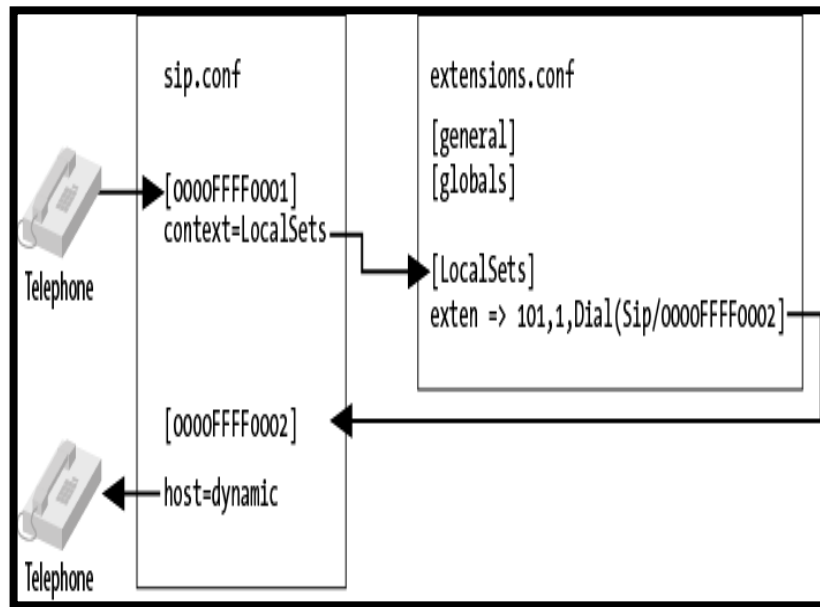 sip.conf
[0000FFFF0001]
context=LocalSets
Telephone
[0000FFFF0002]
host=dynamic
Telephone
extensions.conf
[general]
[globals]
[LocalSets]
exten => 101,1,Dial(Sip/0000FFFF0002]